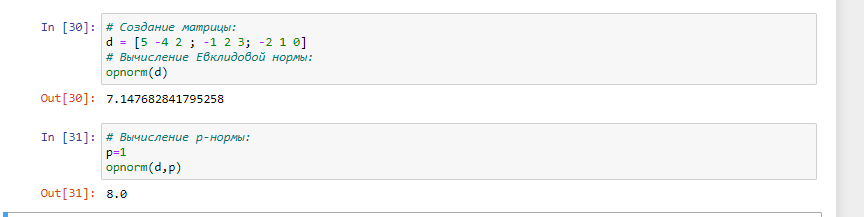 In [30]: # Создание матрицы:
d = [5 -4 2 ; -1 2 3; -2 1 0]
# Вычисление Евклидовой нормы:
opnorm(d)
Out[30]: 7.147682841795258
In [31]: # Вычисление p-нормы:
p=1
opnorm(d,p)
Out[31]: 8.0